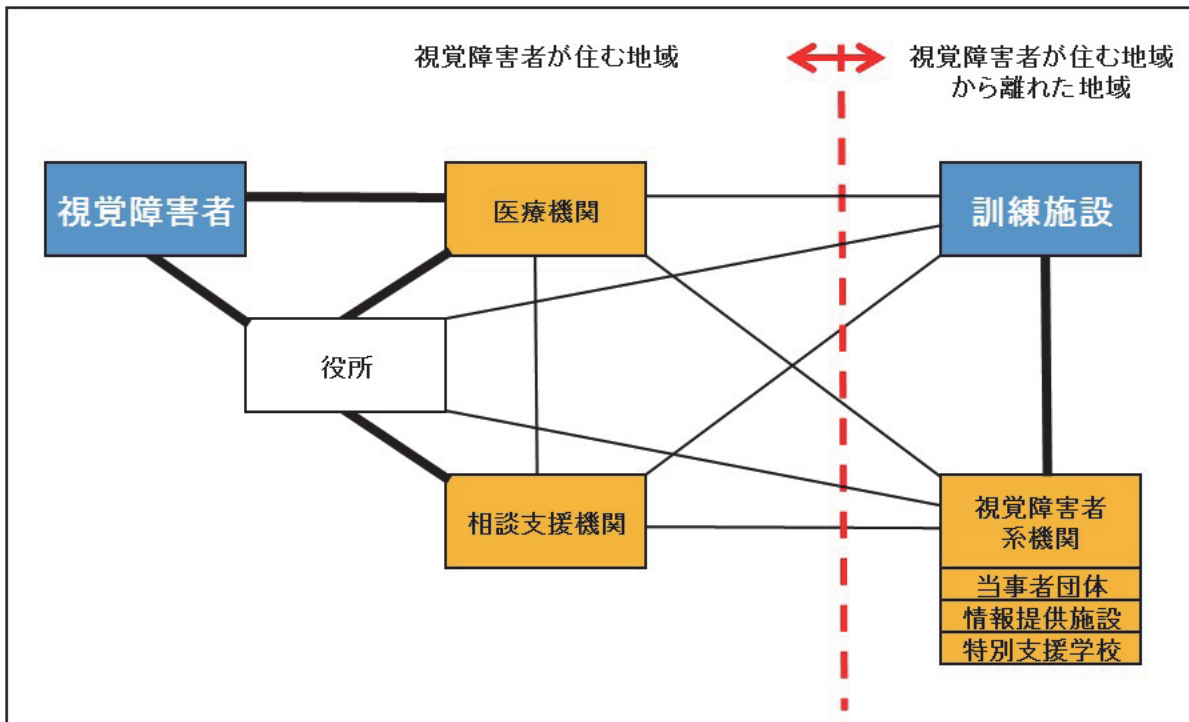 視覚障害者が住む地域
視覚障害者が住む地域
から離れた地域
視覚障害者
医療機関
訓練施設
役所
相談支援機関
視覚障害者
系機関
当事者団体
情報提供施設
特別支援学校